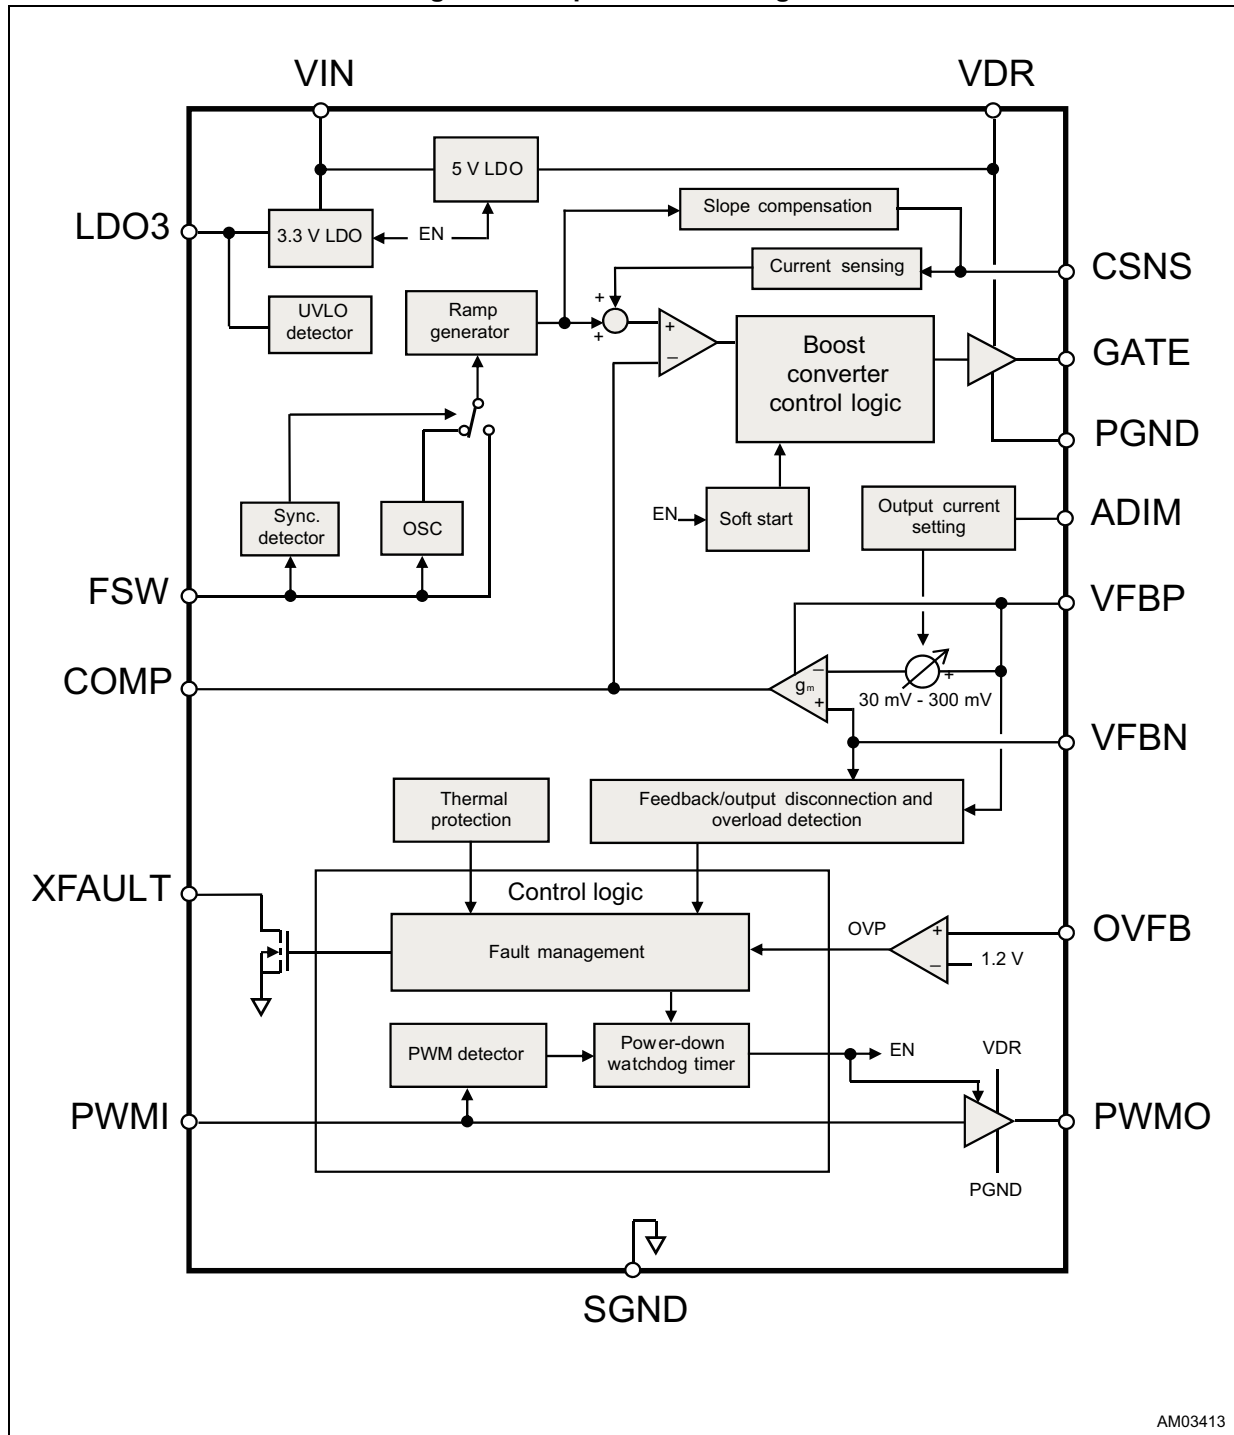 VIN
VDR
5 V LDO
Slope compensation
LDO3
3.3 V LDO
EN
Current sensing
CSNS
UVLO
detector
Ramp
generator
+
+
+
–
Boost
converter
control logic
GATE
PGND
Sync.
detector
OSC
EN
Soft start
Output current
setting
ADIM
FSW
VFBP
COMP
gm
–
+
+
30 mV - 300 mV
VFBN
Thermal
protection
Feedback/output disconnection and
overload detection
XFAULT
Control logic
Fault management
OVP
+
–
1.2 V
OVFB
PWM detector
Power-down
watchdog timer
EN
VDR
PWMI
PWMO
PGND
SGND
AM03413